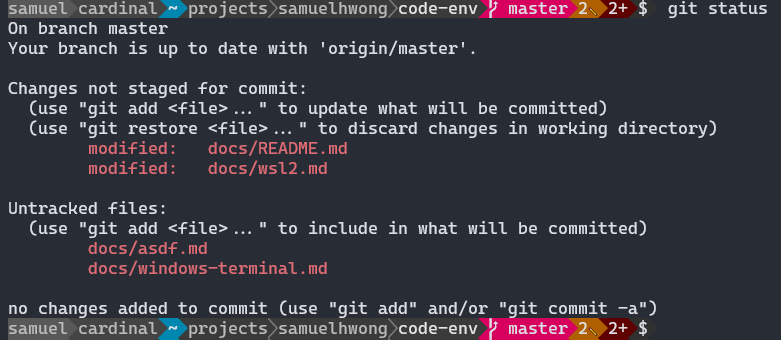 samuel cardinal ~ projects samuelhwong code-env master 2✎ 2+ $ git status
On branch master
Your branch is up to date with 'origin/master'.
Changes not staged for commit:
(use "git add <file>..." to update what will be committed)
(use "git restore <file>..." to discard changes in working directory)
modified: docs/README.md
modified: docs/wsl2.md
Untracked files:
(use "git add <file>..." to include in what will be committed)
docs/asdf.md
docs/windows-terminal.md
no changes added to commit (use "git add" and/or "git commit -a")
samuel cardinal ~ projects samuelhwong code-env master 2✎ 2+ $